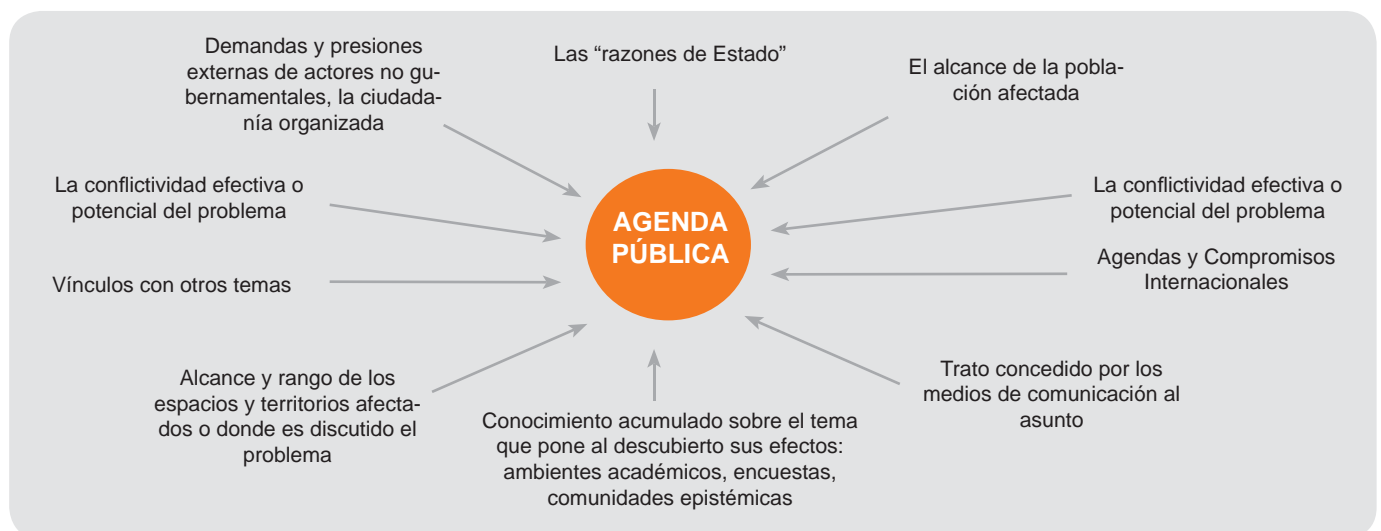 Demandas y presiones
externas de actores no gu-
bernamentales, la ciudada-
nía organizada
Las “razones de Estado”
El alcance de la pobla-
ción afectada
La conflictividad efectiva o
potencial del problema
AGENDA
PÚBLICA
La conflictividad efectiva o
potencial del problema
Vínculos con otros temas
Agendas y Compromisos
Internacionales
Alcance y rango de los
espacios y territorios afecta-
dos o donde es discutido el
problema
Conocimiento acumulado sobre el tema
que pone al descubierto sus efectos:
ambientes académicos, encuestas,
comunidades epistémicas
Trato concedido por los
medios de comunicación al
asunto